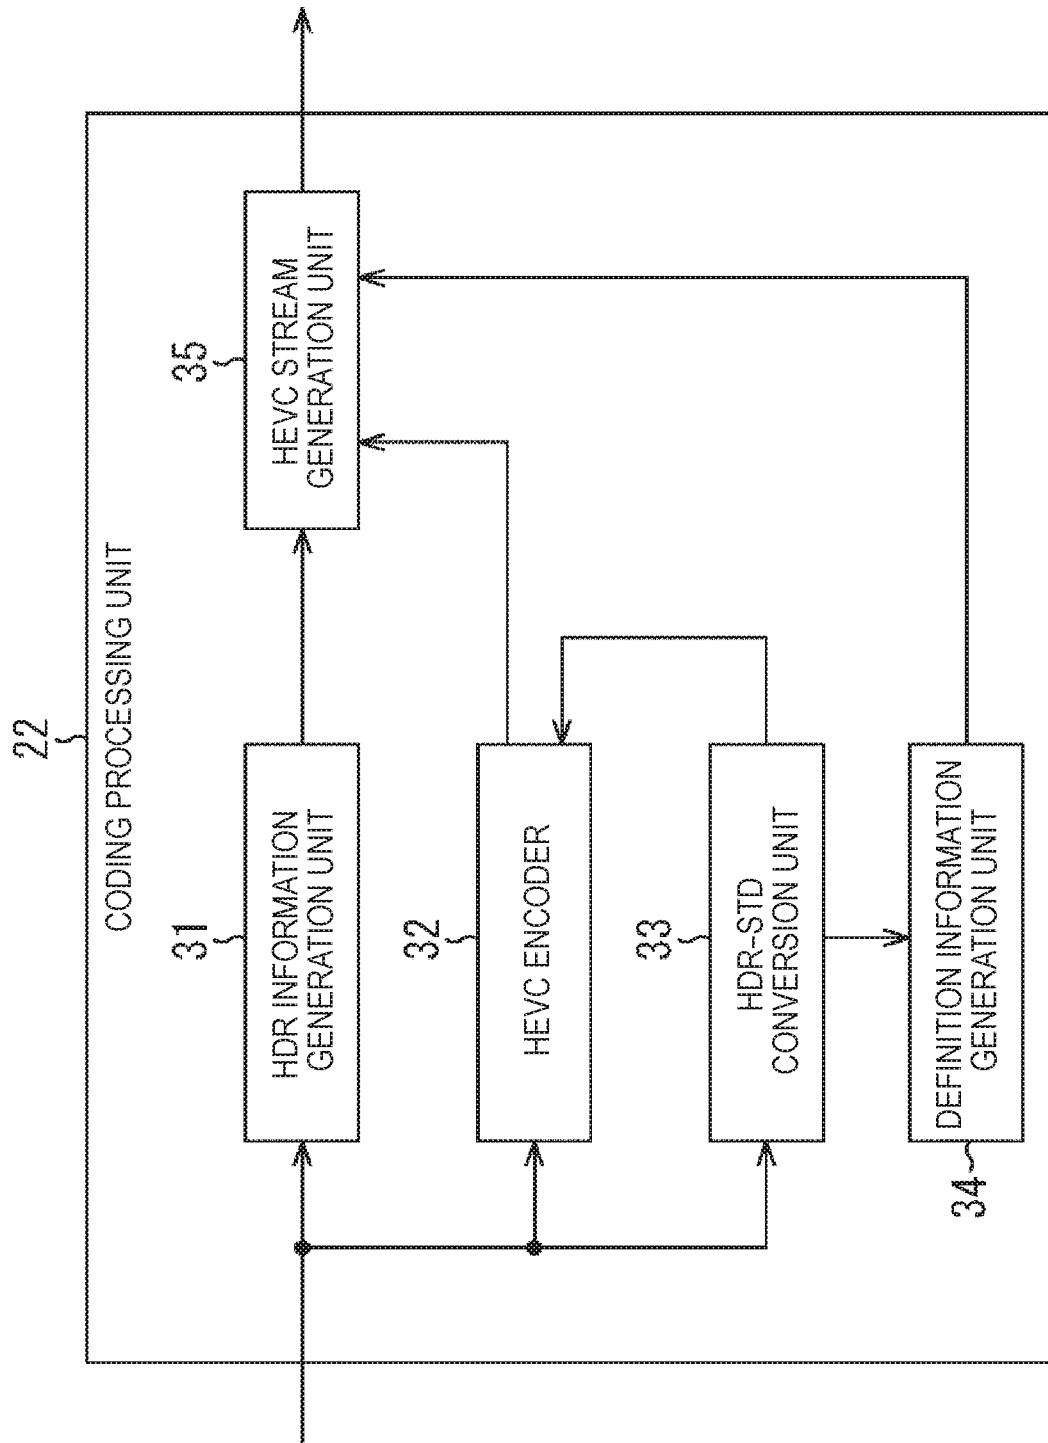 22
CODING PROCESSING UNIT
31
HDR INFORMATION
GENERATION UNIT
35
HEVC STREAM
GENERATION UNIT
32
HEVC ENCODER
33
HDR-STD
CONVERSION UNIT
34
DEFINITION INFORMATION
GENERATION UNIT